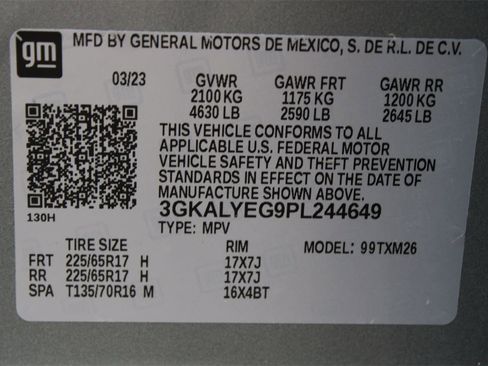 gm MFD BY GENERAL MOTORS DE MEXICO, S. DE R.L. DE C.V.
03/23 GVWR GAWR FRT GAWR RR
2100 KG 1175 KG 1200 KG
4630 LB 2590 LB 2645 LB
THIS VEHICLE CONFORMS TO ALL
APPLICABLE U.S. FEDERAL MOTOR
VEHICLE SAFETY AND THEFT PREVENTION
STANDARDS IN EFFECT ON THE DATE OF
MANUFACTURE SHOWN ABOVE.
3GKALYEG9PL244649
130H TYPE: MPV
TIRE SIZE RIM MODEL: 99TXM26
FRT 225/65R17 H 17X7J
RR 225/65R17 H 17X7J
SPA T135/70R16 M 16X4BT